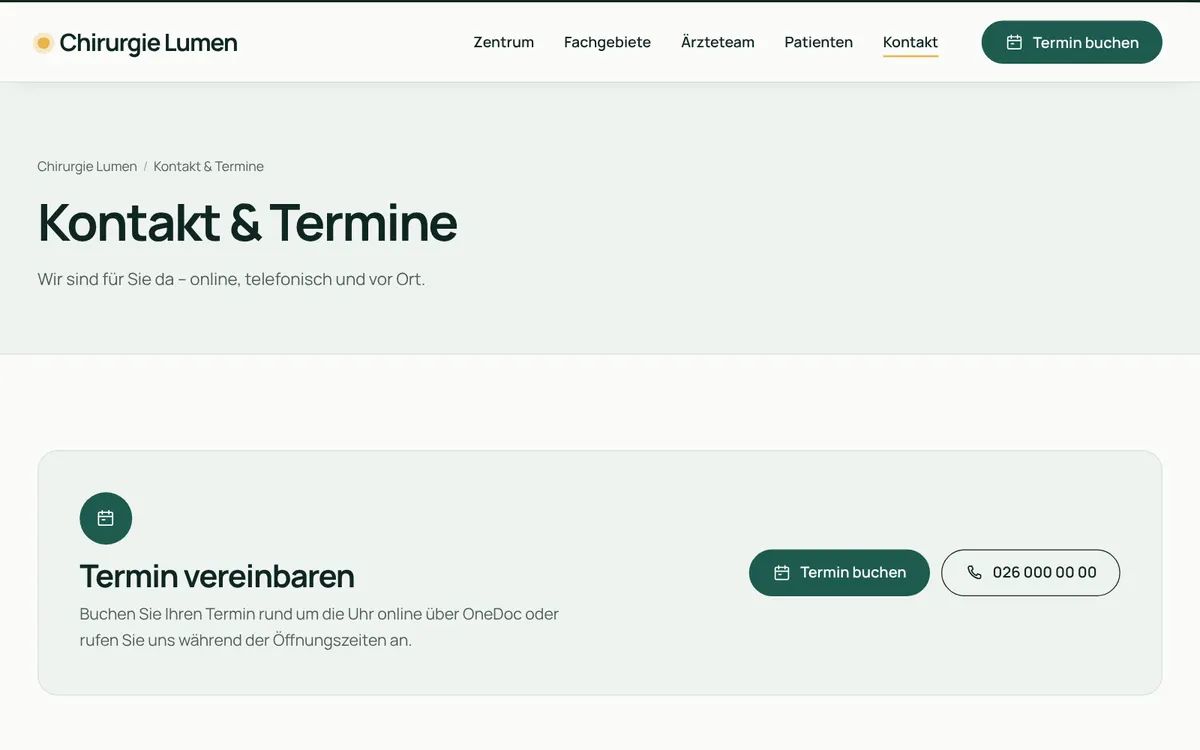 Chirurgie Lumen
Zentrum
Fachgebiete
Ärzteteam
Patienten
Kontakt
Termin buchen
Chirurgie Lumen / Kontakt & Termine
Kontakt & Termine
Wir sind für Sie da – online, telefonisch und vor Ort.
Termin vereinbaren
Buchen Sie Ihren Termin rund um die Uhr online über OneDoc oder
rufen Sie uns während der Öffnungszeiten an.
Termin buchen
026 000 00 00